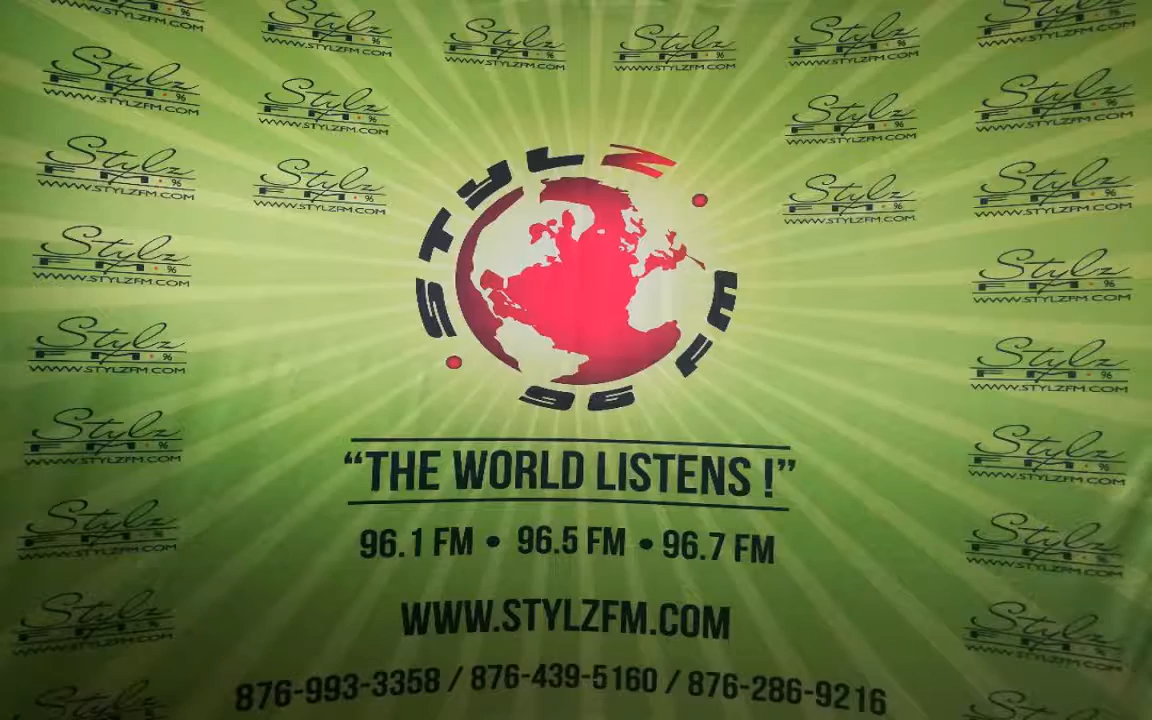 Stylz
96
WWW.STYLZFM.COM
STYLZ
96 FM
"THE WORLD LISTENS !"
96.1 FM • 96.5 FM • 96.7 FM
WWW.STYLZFM.COM
876-993-3358 / 876-439-5160 / 876-286-9216